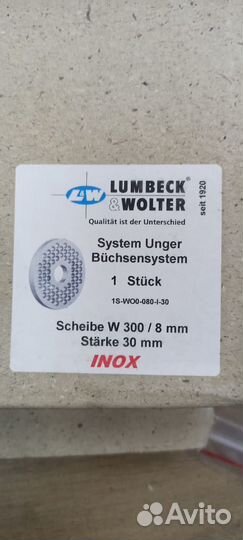 LUMBECK
& WOLTER
LW
Qualität ist der Unterschied
seit 1920
System Unger
Büchsensystem
1 Stück
1S-WO0-080-I-30
Scheibe W 300 / 8 mm
Stärke 30 mm
INOX
Avito